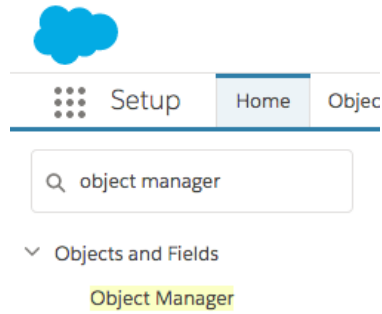 Setup Home Objec
object manager
Objects and Fields
Object Manager